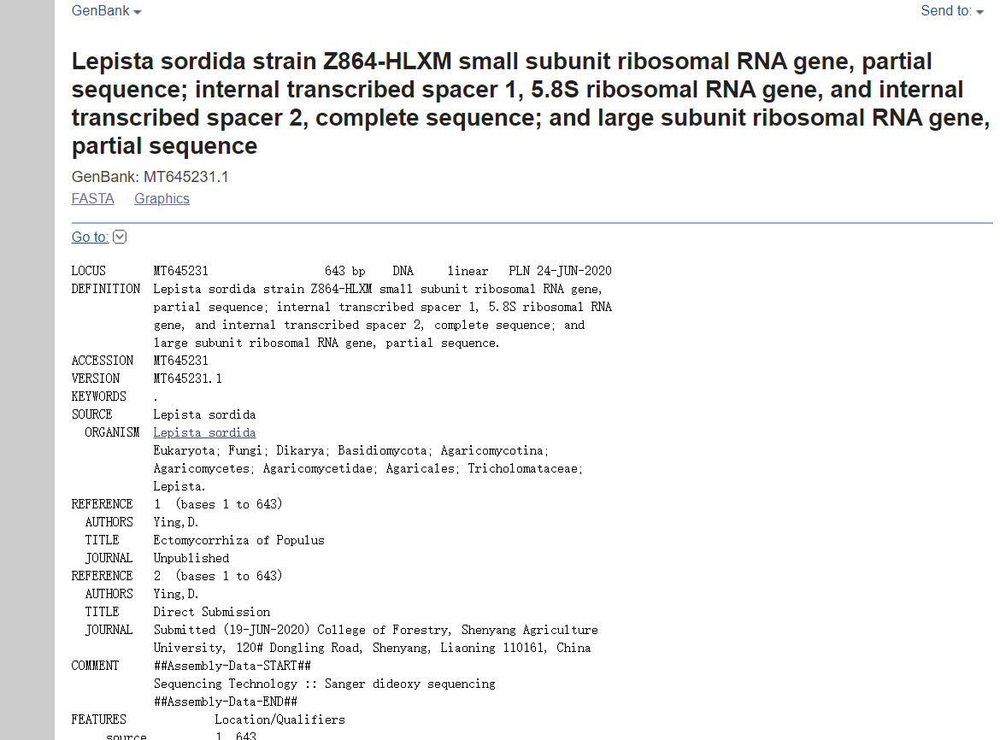 GenBank Send to:
Lepista sordida strain Z864-HLXM small subunit ribosomal RNA gene, partial
sequence; internal transcribed spacer 1, 5.8S ribosomal RNA gene, and internal
transcribed spacer 2, complete sequence; and large subunit ribosomal RNA gene,
partial sequence
GenBank: MT645231.1
FASTA Graphics
Go to:
LOCUS MT645231 643 bp DNA linear PLN 24-JUN-2020
DEFINITION Lepista sordida strain Z864-HLXM small subunit ribosomal RNA gene,
partial sequence; internal transcribed spacer 1, 5.8S ribosomal RNA
gene, and internal transcribed spacer 2, complete sequence; and
large subunit ribosomal RNA gene, partial sequence.
ACCESSION MT645231
VERSION MT645231.1
KEYWORDS .
SOURCE Lepista sordida
ORGANISM Lepista sordida
Eukaryota; Fungi; Dikarya; Basidiomycota; Agaricomycotina;
Agaricomycetes; Agaricomycetidae; Agaricales; Tricholomataceae;
Lepista.
REFERENCE 1 (bases 1 to 643)
AUTHORS Ying,D.
TITLE Ectomycorrhiza of Populus
JOURNAL Unpublished
REFERENCE 2 (bases 1 to 643)
AUTHORS Ying,D.
TITLE Direct Submission
JOURNAL Submitted (19-JUN-2020) College of Forestry, Shenyang Agriculture
University, 120# Dongling Road, Shenyang, Liaoning 110161, China
COMMENT ##Assembly-Data-START##
Sequencing Technology :: Sanger dideoxy sequencing
##Assembly-Data-END##
FEATURES Location/Qualifiers
source 1..643